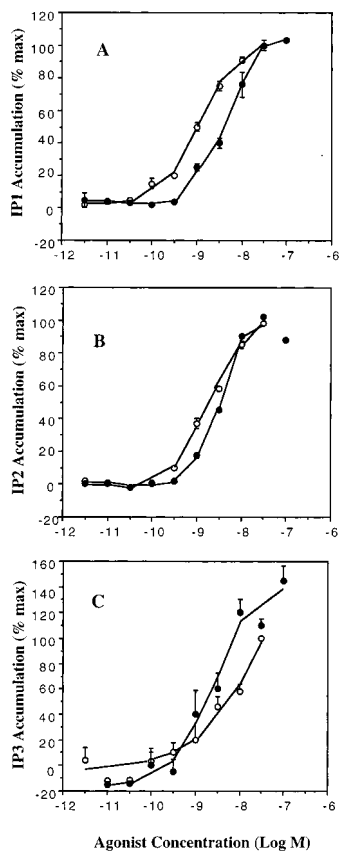 120
100
80
60
40
20
0
-20
A
IP1 Accumulation (% max)
-12 -11 -10 -9 -8 -7 -6
120
100
80
60
40
20
0
-20
B
IP2 Accumulation (% max)
-12 -11 -10 -9 -8 -7 -6
160
140
120
100
80
60
40
20
0
-20
C
IP3 Accumulation (% max)
-12 -11 -10 -9 -8 -7 -6
Agonist Concentration (Log M)